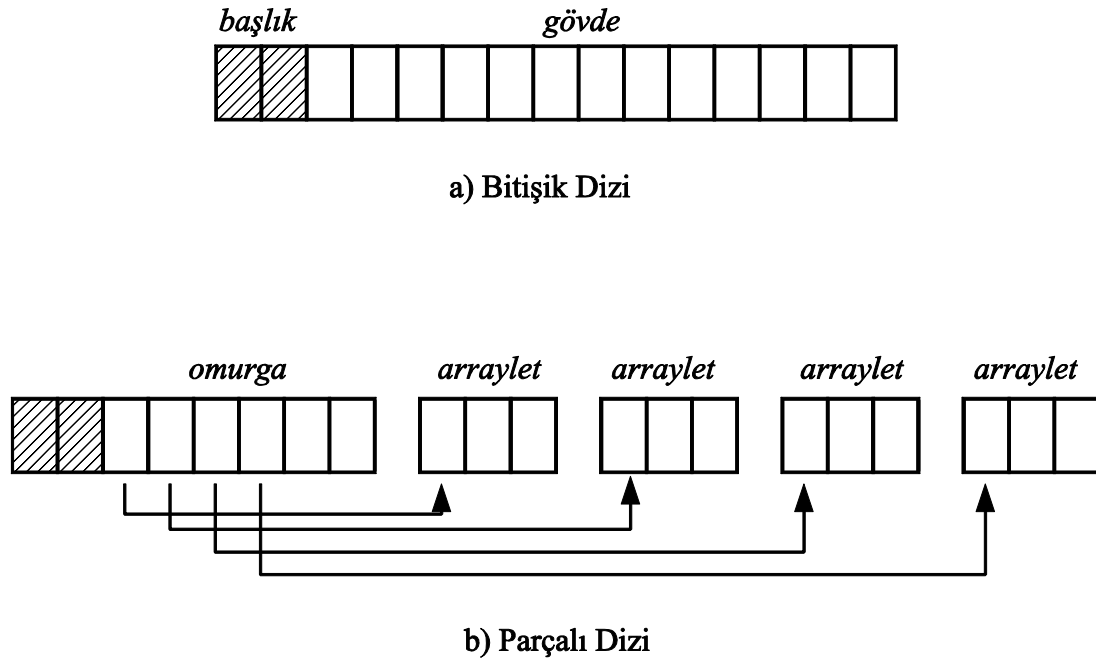 başlık gövde
a) Bitişik Dizi
omurga arraylet arraylet arraylet arraylet
b) Parçalı Dizi